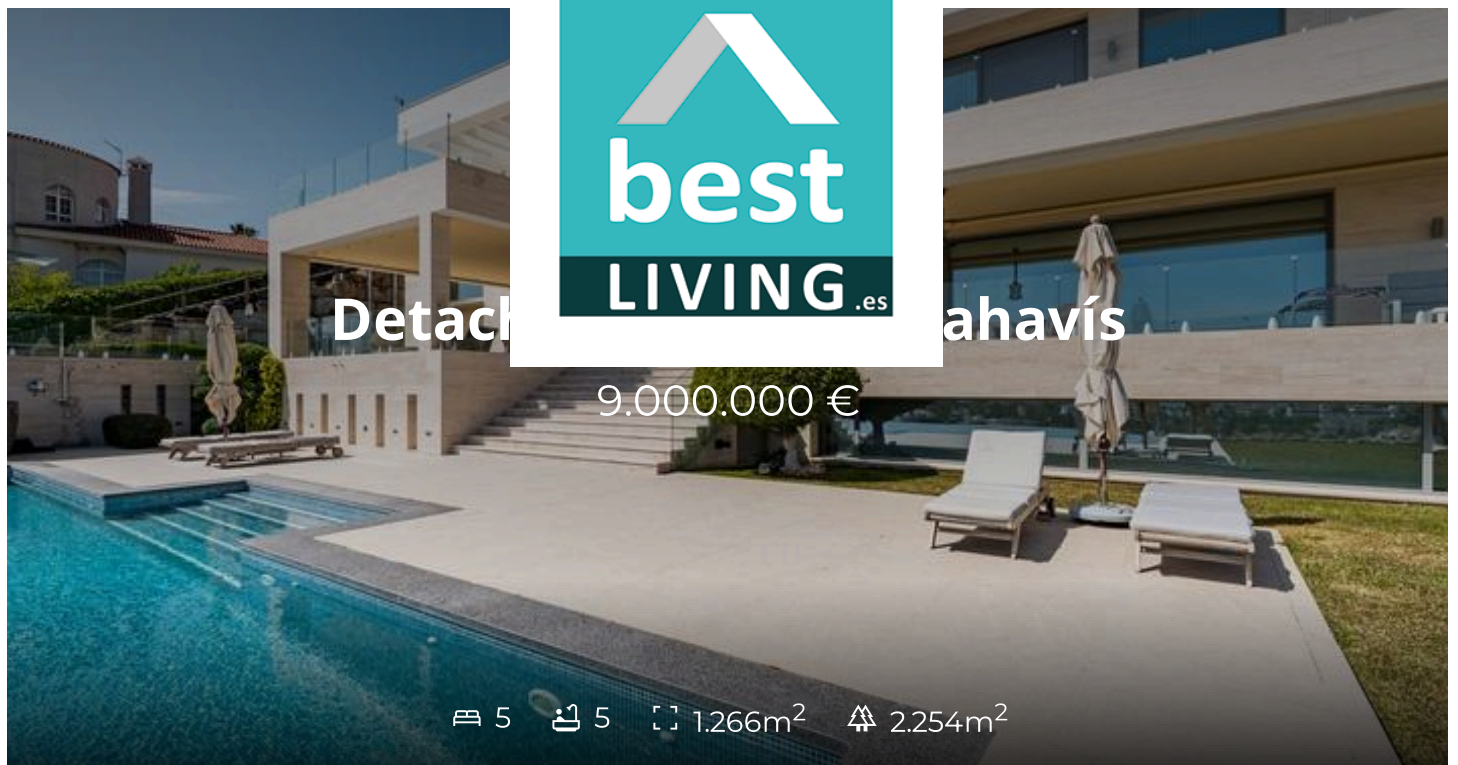 best
LIVING.es
Detach ahavís
9.000.000 €
5 5 1.266m² 2.254m²